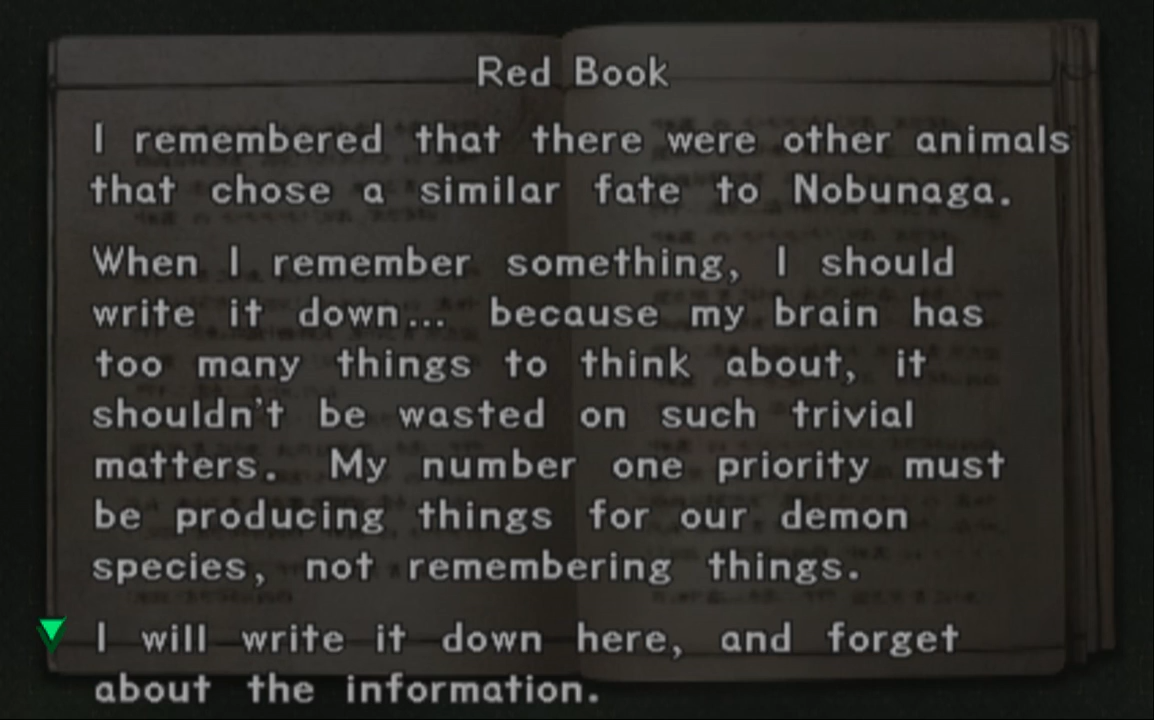 Red Book
I remembered that there were other animals
that chose a similar fate to Nobunaga.
When I remember something, I should
write it down... because my brain has
too many things to think about, it
shouldn't be wasted on such trivial
matters. My number one priority must
be producing things for our demon
species, not remembering things.
I will write it down here, and forget
about the information.